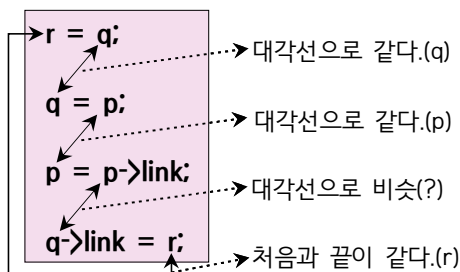 r = q;
대각선으로 같다.(q)
q = p;
대각선으로 같다.(p)
p = p->link;
대각선으로 비슷(?)
q->link = r;
처음과 끝이 같다.(r)